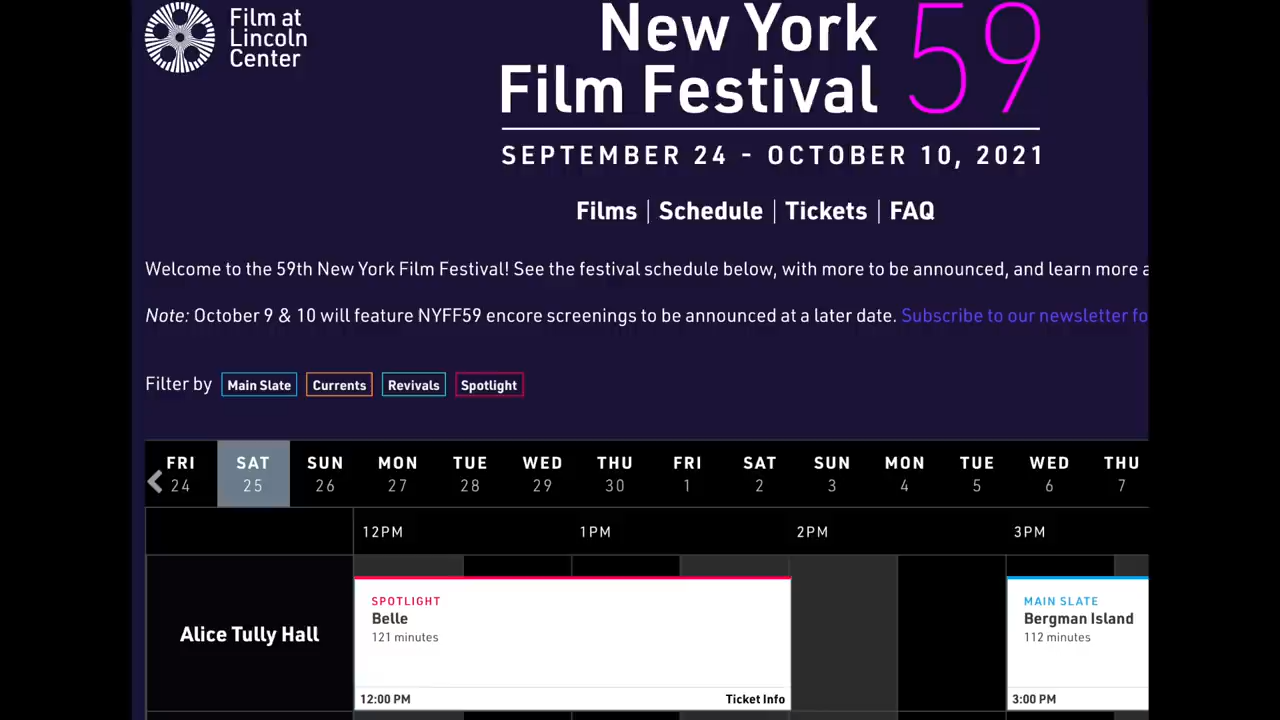 Film at
Lincoln
Center
New York
Film Festival
59
SEPTEMBER 24 - OCTOBER 10, 2021
Films | Schedule | Tickets | FAQ
Welcome to the 59th New York Film Festival! See the festival schedule below, with more to be announced, and learn more a
Note: October 9 & 10 will feature NYFF59 encore screenings to be announced at a later date. Subscribe to our newsletter fo
Filter by Main Slate Currents Revivals Spotlight
FRI SAT SUN MON TUE WED THU FRI SAT SUN MON TUE WED THU
24 25 26 27 28 29 30 1 2 3 4 5 6 7
12PM 1PM 2PM 3PM
Alice Tully Hall
SPOTLIGHT
Belle
121 minutes
12:00 PM Ticket Info
MAIN SLATE
Bergman Island
112 minutes
3:00 PM